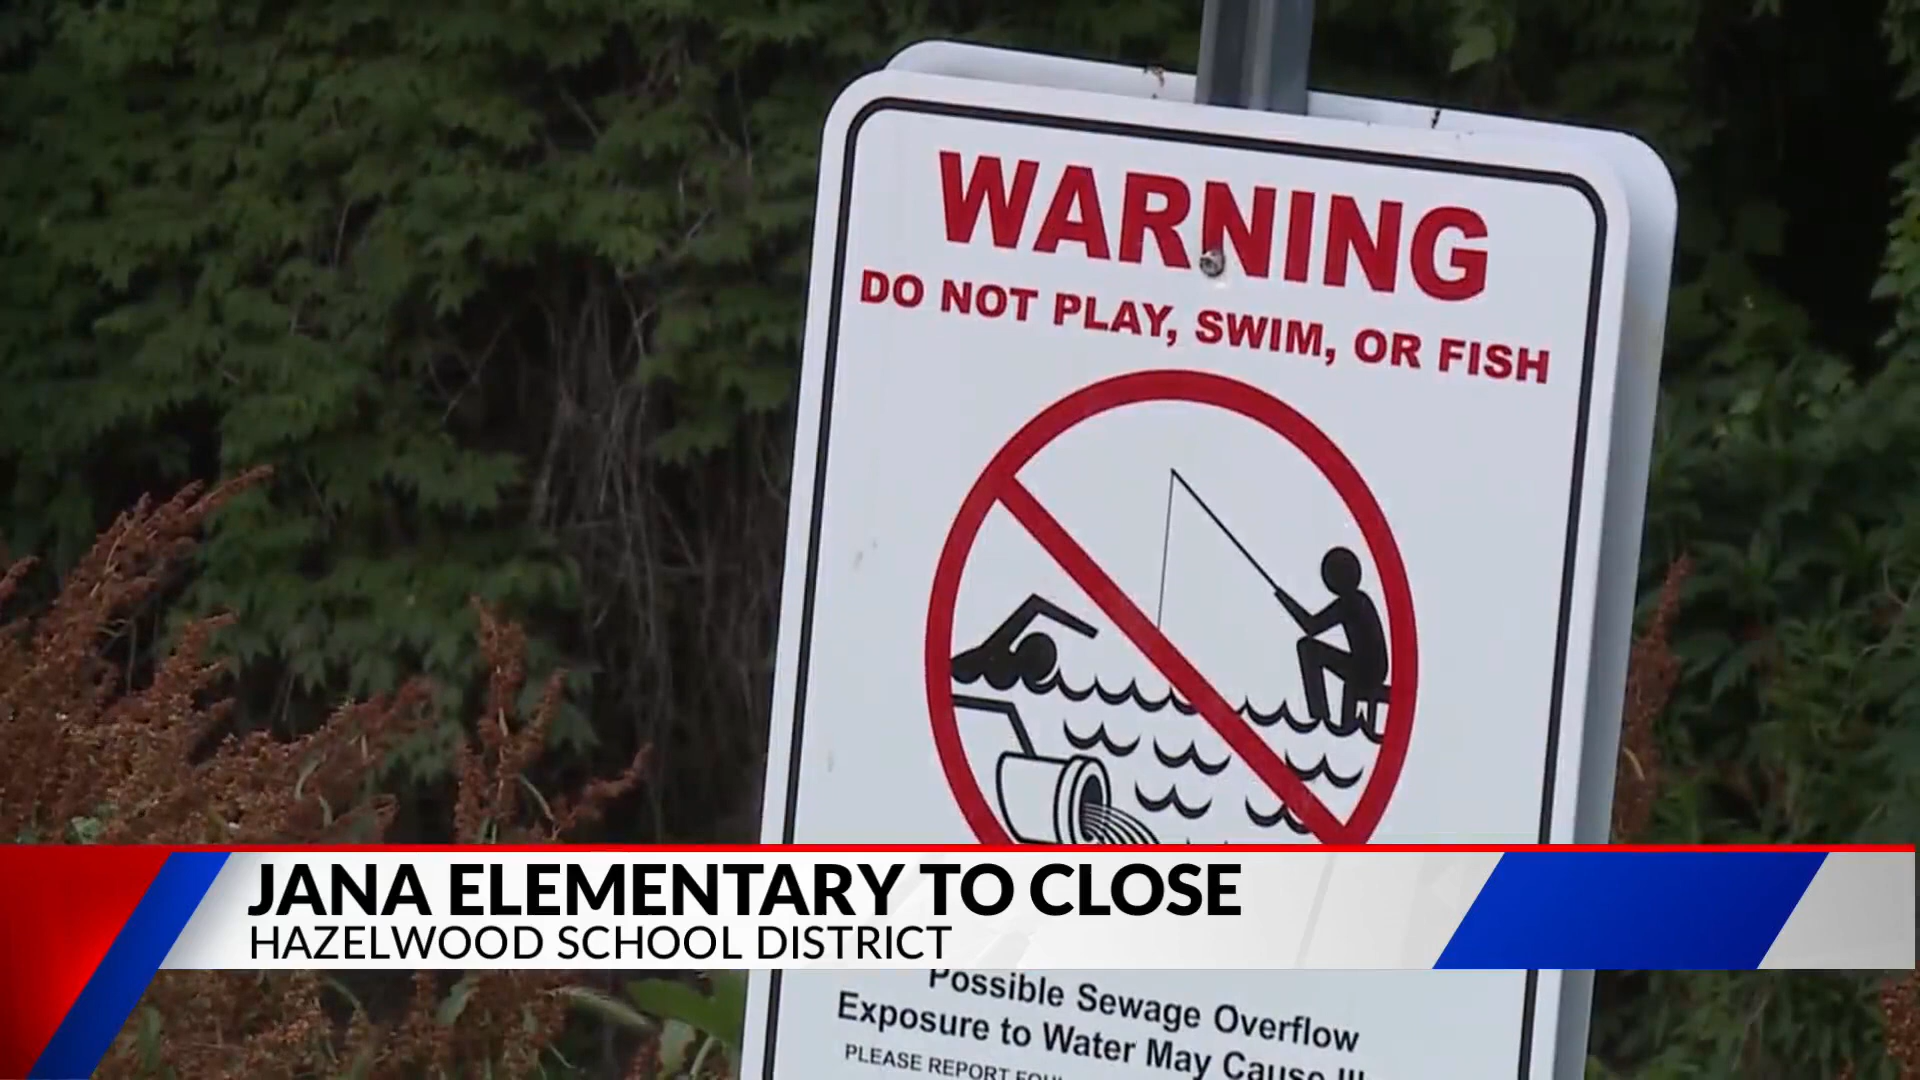 WARNING
DO NOT PLAY, SWIM, OR FISH
JANA ELEMENTARY TO CLOSE
HAZELWOOD SCHOOL DISTRICT
Possible Sewage Overflow
Exposure to Water May Cause
PLEASE REPORT